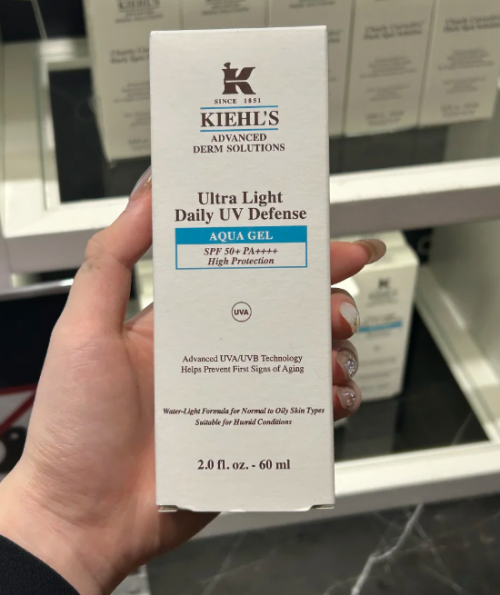 SINCE 1851
KIEHL'S
ADVANCED
DERM SOLUTIONS
Ultra Light
Daily UV Defense
AQUA GEL
SPF 50+ PA++++
High Protection
UVA
Advanced UVA/UVB Technology
Helps Prevent First Signs of Aging
Water-Light Formula for Normal to Oily Skin Types
Suitable for Humid Conditions
2.0 fl. oz. - 60 ml
KIEHL'S